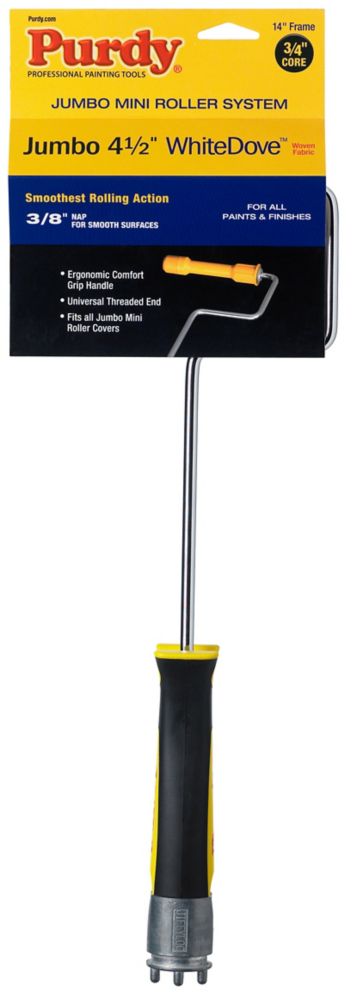 Purdy.com
14" Frame
Purdy®
PROFESSIONAL PAINTING TOOLS
3/4"
CORE
JUMBO MINI ROLLER SYSTEM
Jumbo 4½" WhiteDove™
Woven
Fabric
Smoothest Rolling Action
3/8" NAP
FOR SMOOTH SURFACES
FOR ALL
PAINTS & FINISHES
• Ergonomic Comfort
Grip Handle
• Universal Threaded End
• Fits all Jumbo Mini
Roller Covers